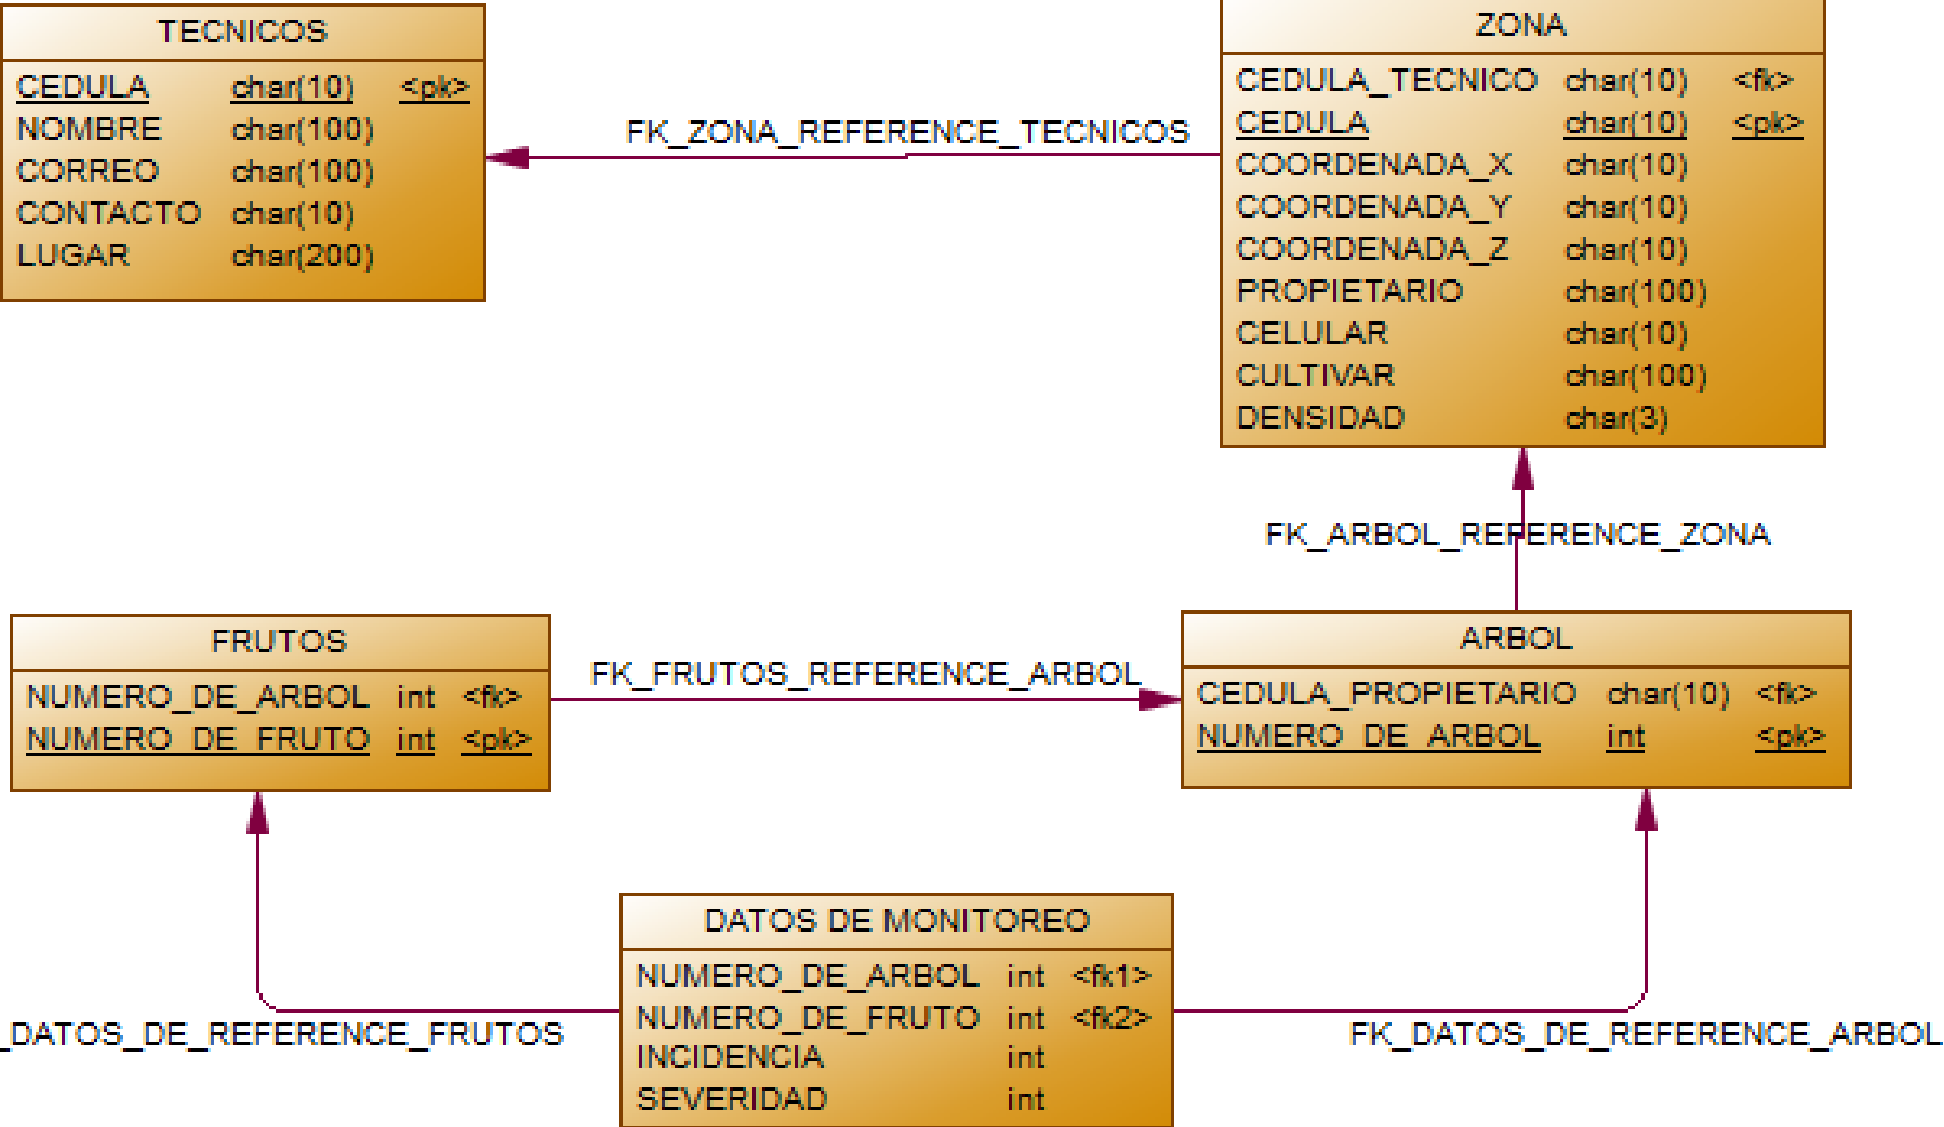 TECNICOS
CEDULA char(10) <pk>
NOMBRE char(100)
CORREO char(100)
CONTACTO char(10)
LUGAR char(200)
FK_ZONA_REFERENCE_TECNICOS
ZONA
CEDULA_TECNICO char(10) <fk>
CEDULA char(10) <pk>
COORDENADA_X char(10)
COORDENADA_Y char(10)
COORDENADA_Z char(10)
PROPIETARIO char(100)
CELULAR char(10)
CULTIVAR char(100)
DENSIDAD char(3)
FK_ARBOL_REFERENCE_ZONA
FRUTOS
NUMERO_DE_ARBOL int <fk>
NUMERO_DE_FRUTO int <pk>
FK_FRUTOS_REFERENCE_ARBOL
ARBOL
CEDULA_PROPIETARIO char(10) <fk>
NUMERO_DE_ARBOL int <pk>
DATOS DE MONITOREO
NUMERO_DE_ARBOL int <fk1>
NUMERO_DE_FRUTO int <fk2>
INCIDENCIA int
SEVERIDAD int
_DATOS_DE_REFERENCE_FRUTOS
FK_DATOS_DE_REFERENCE_ARBOL